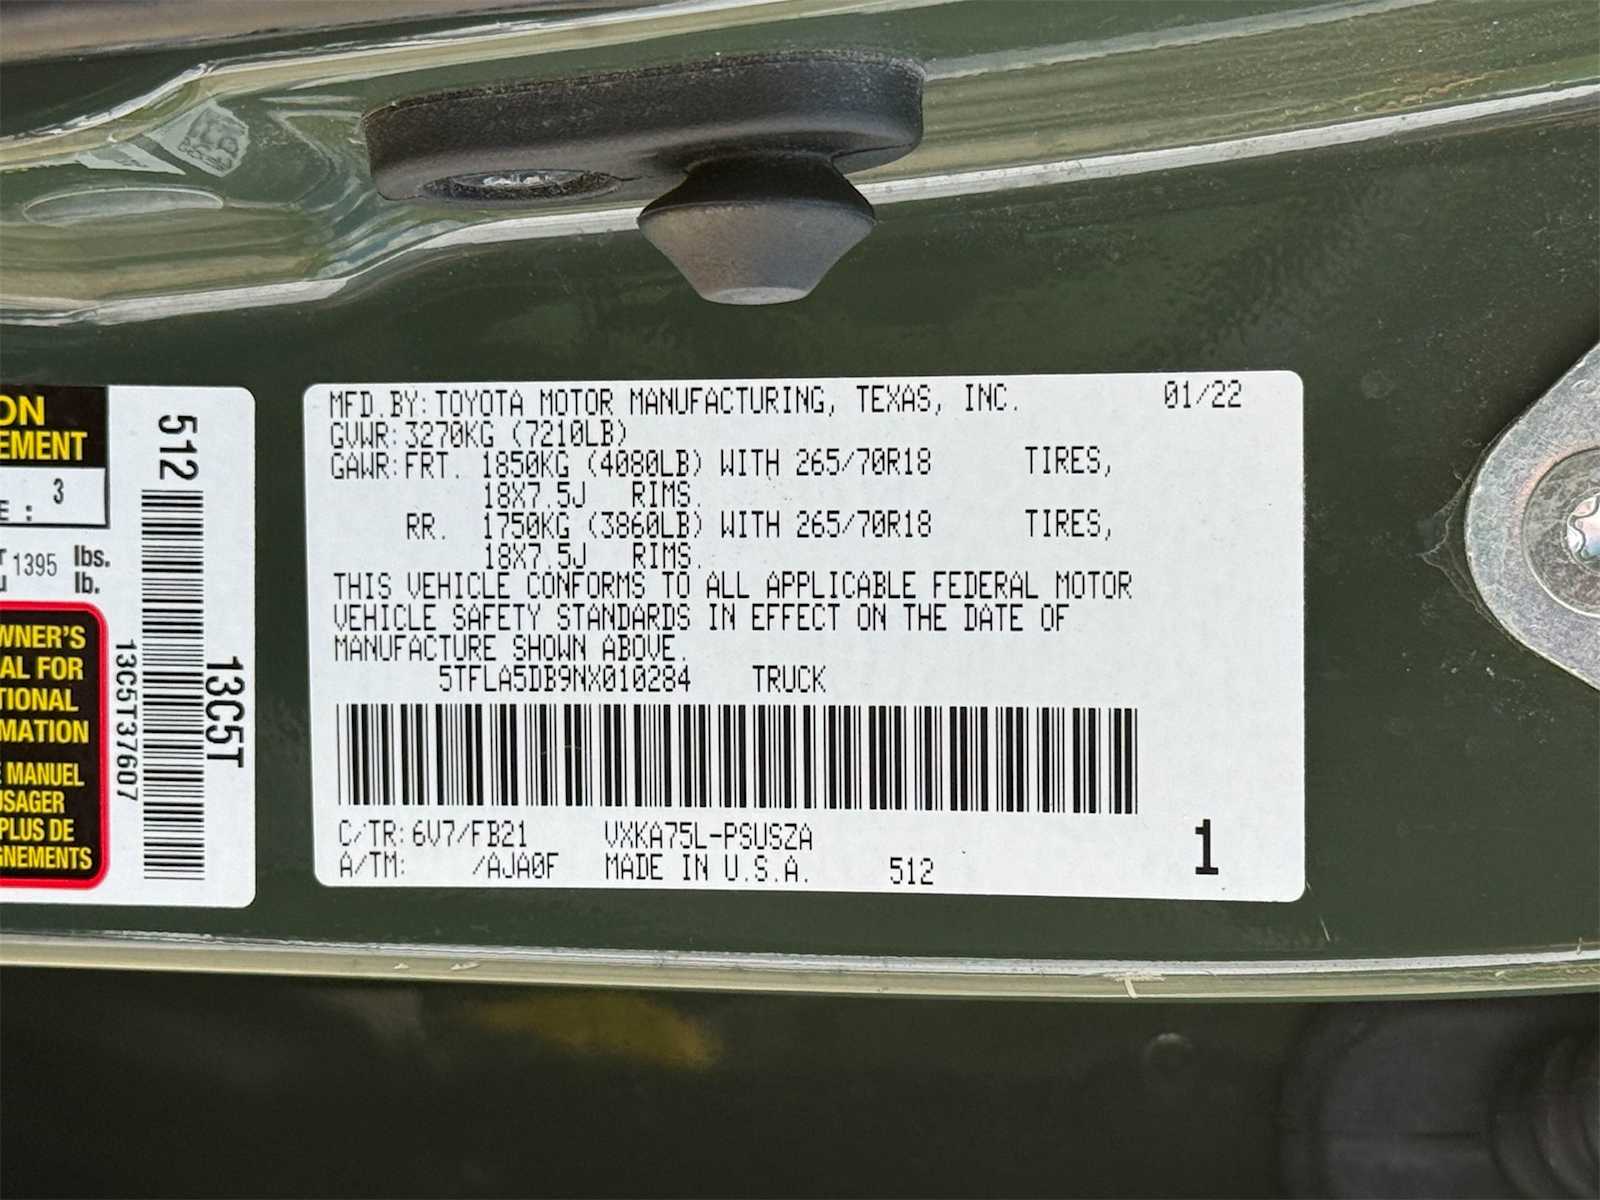 ON
EMENT
3
E :
1395 lbs.
lb.
WNER'S
AL FOR
TIONAL
MATION
MANUEL
USAGER
PLUS DE
GNEMENTS
512
13C5T37607
13C5T
MFD.BY:TOYOTA MOTOR MANUFACTURING, TEXAS, INC. 01/22
GVWR:3270KG (7210LB)
GAWR:FRT. 1850KG (4080LB) WITH 265/70R18 TIRES,
18X7.5J RIMS.
RR. 1750KG (3860LB) WITH 265/70R18 TIRES,
18X7.5J RIMS.
THIS VEHICLE CONFORMS TO ALL APPLICABLE FEDERAL MOTOR
VEHICLE SAFETY STANDARDS IN EFFECT ON THE DATE OF
MANUFACTURE SHOWN ABOVE.
5TFLA5DB9NX010284 TRUCK
C/TR:6V7/FB21 VXKA75L-PSUSZA
A/TM: /AJA0F MADE IN U.S.A. 512
1